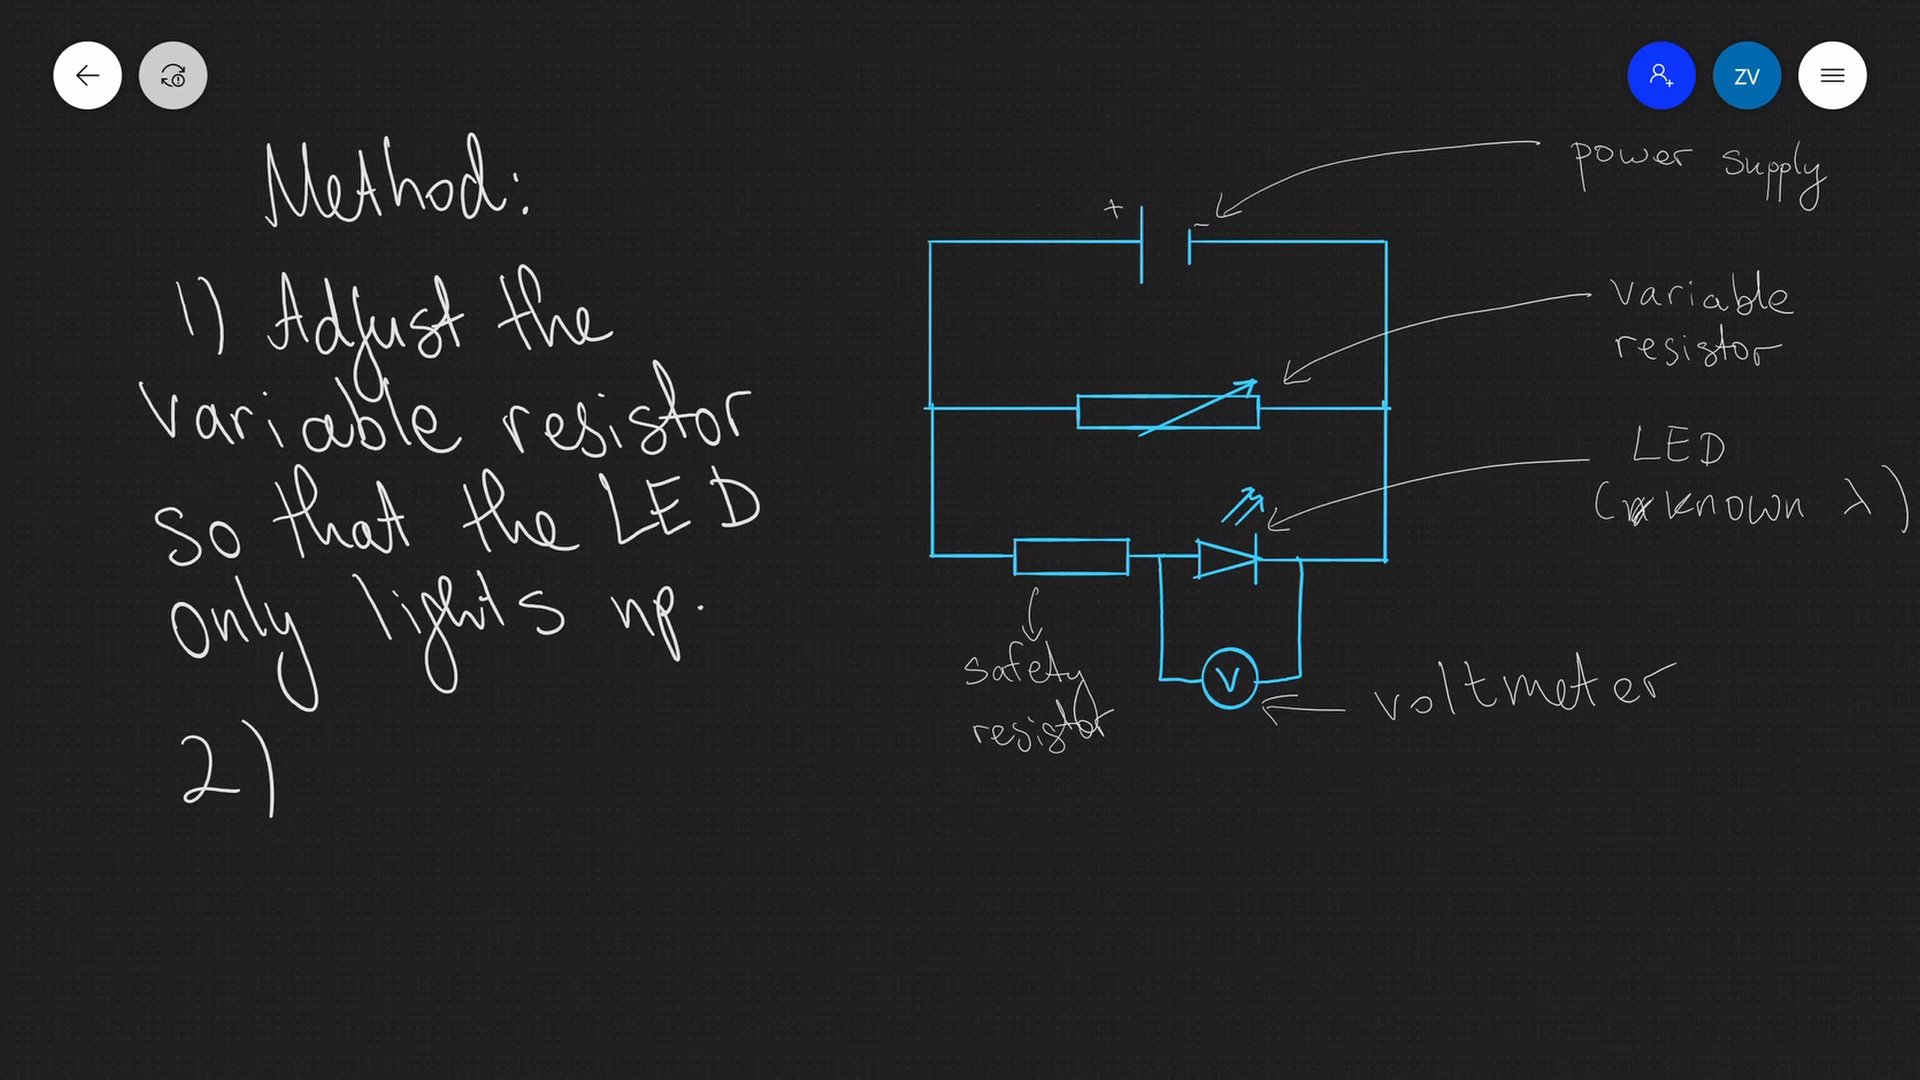 ZV
Method:
1) Adjust the
variable resistor
so that the LED
only lights up.
2)
power supply
+
-
variable
resistor
LED
( known λ)
safety
resistor
V
voltmeter